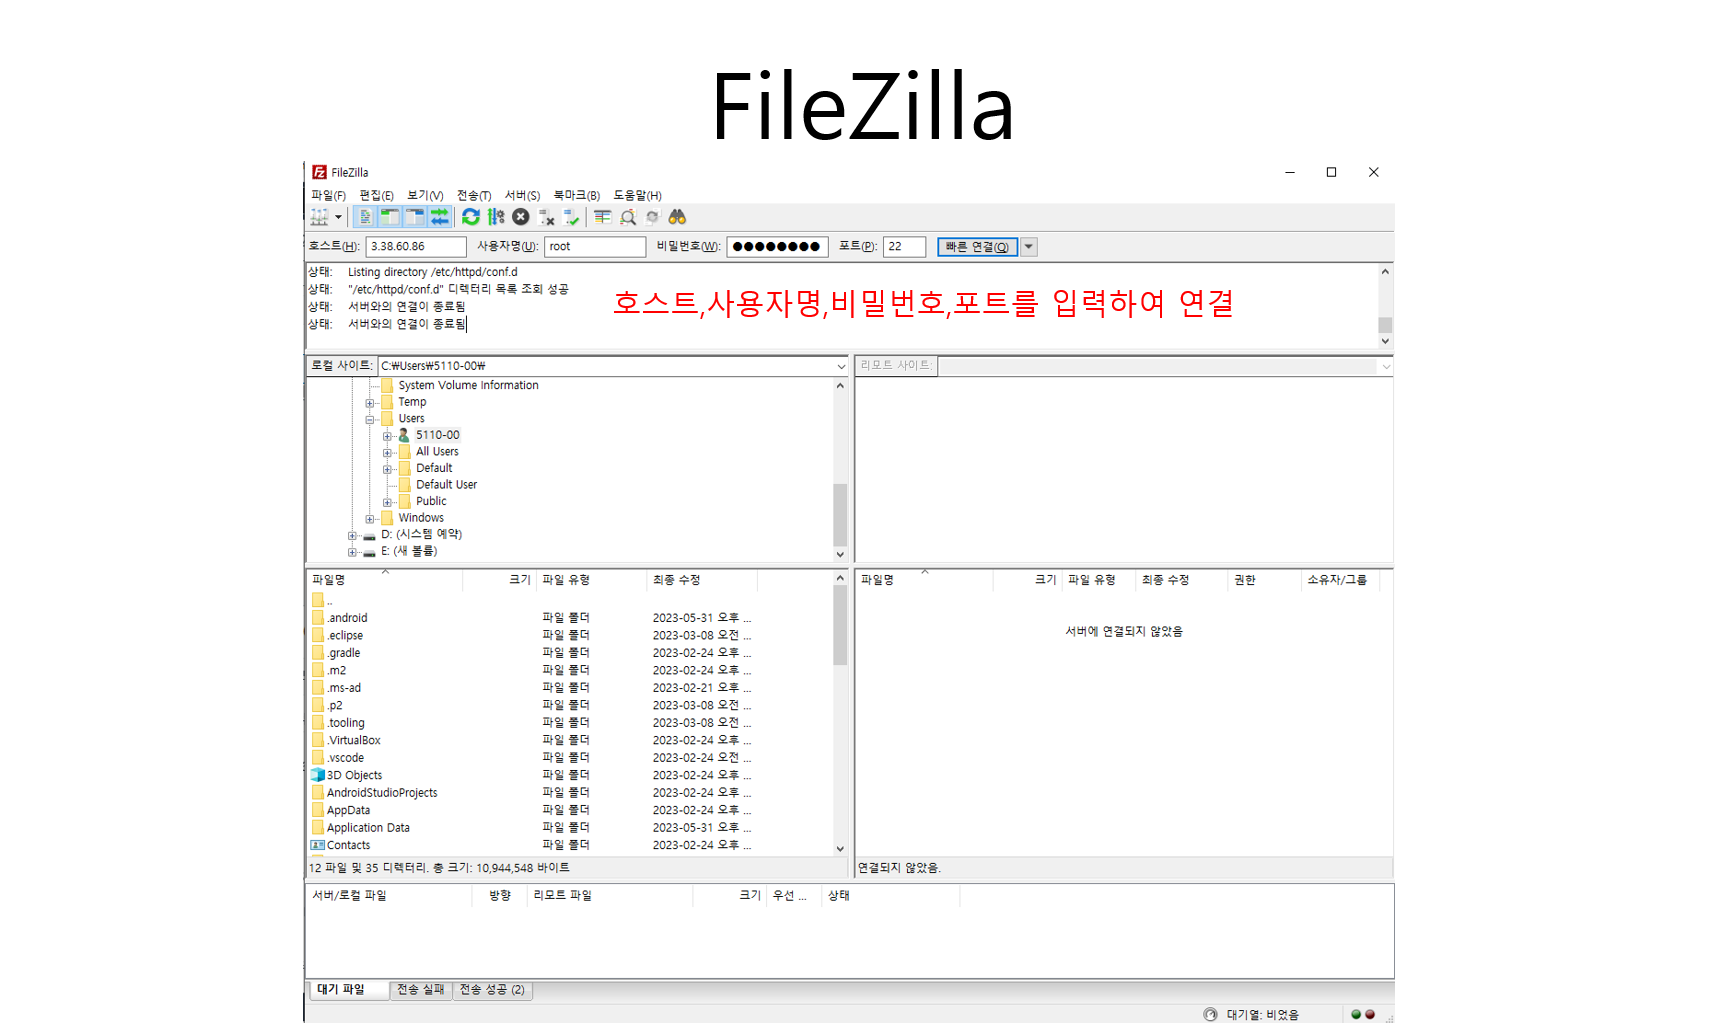 FileZilla
FileZilla
파일(F) 편집(E) 보기(V) 전송(T) 서버(S) 북마크(B) 도움말(H)
호스트(H): 3.38.60.86 사용자명(U): root 비밀번호(W): ●●●●●●●● 포트(P): 22 빠른 연결(Q)
상태: Listing directory /etc/httpd/conf.d
상태: "/etc/httpd/conf.d" 디렉터리 목록 조회 성공
상태: 서버와의 연결이 종료됨
상태: 서버와의 연결이 종료됨
호스트,사용자명,비밀번호,포트를 입력하여 연결
로컬 사이트: C:₩Users₩5110-00₩
System Volume Information
Temp
Users
5110-00
All Users
Default
Default User
Public
Windows
D: (시스템 예약)
E: (새 볼륨)
리모트 사이트:
파일명 크기 파일 유형 최종 수정
..
.android 파일 폴더 2023-05-31 오후 ...
.eclipse 파일 폴더 2023-03-08 오전 ...
.gradle 파일 폴더 2023-02-24 오후 ...
.m2 파일 폴더 2023-02-24 오후 ...
.ms-ad 파일 폴더 2023-02-21 오후 ...
.p2 파일 폴더 2023-03-08 오전 ...
.tooling 파일 폴더 2023-03-08 오전 ...
.VirtualBox 파일 폴더 2023-02-24 오후 ...
.vscode 파일 폴더 2023-02-24 오전 ...
3D Objects 파일 폴더 2023-02-24 오후 ...
AndroidStudioProjects 파일 폴더 2023-02-24 오후 ...
AppData 파일 폴더 2023-02-24 오후 ...
Application Data 파일 폴더 2023-05-31 오후 ...
Contacts 파일 폴더 2023-02-24 오후 ...
12 파일 및 35 디렉터리. 총 크기: 10,944,548 바이트
파일명 크기 파일 유형 최종 수정 권한 소유자/그룹
서버에 연결되지 않았음
연결되지 않았음.
서버/로컬 파일 방향 리모트 파일 크기 우선 ... 상태
대기 파일 전송 실패 전송 성공 (2)
대기열: 비었음